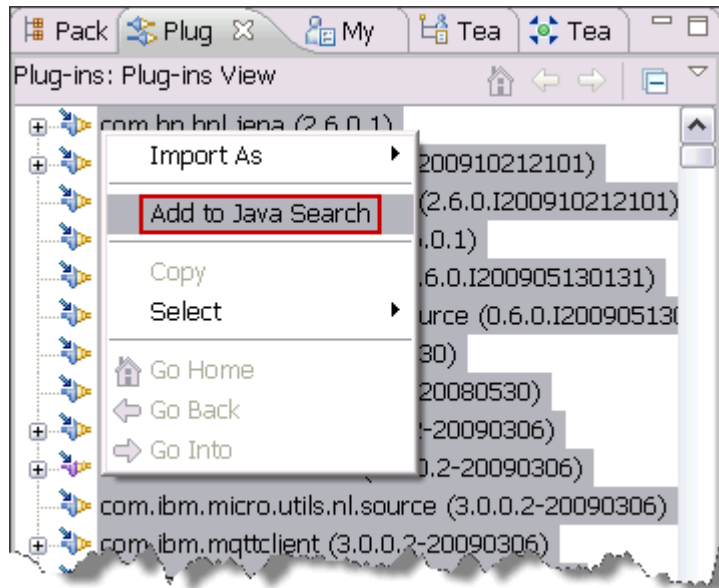 Pack Plug My Tea Tea
Plug-ins: Plug-ins View
com.hp.hpl.jena (2.6.0.1)
Import As
200910212101)
(2.6.0.I200910212101)
Add to Java Search
.0.1)
Copy
.6.0.I200905130131)
Select
urce (0.6.0.I20090513
30)
Go Home
20080530)
Go Back
2-20090306)
Go Into
0.2-20090306)
com.ibm.micro.utils.nl.source (3.0.0.2-20090306)
com.ibm.mqttclient (3.0.0.2-20090306)